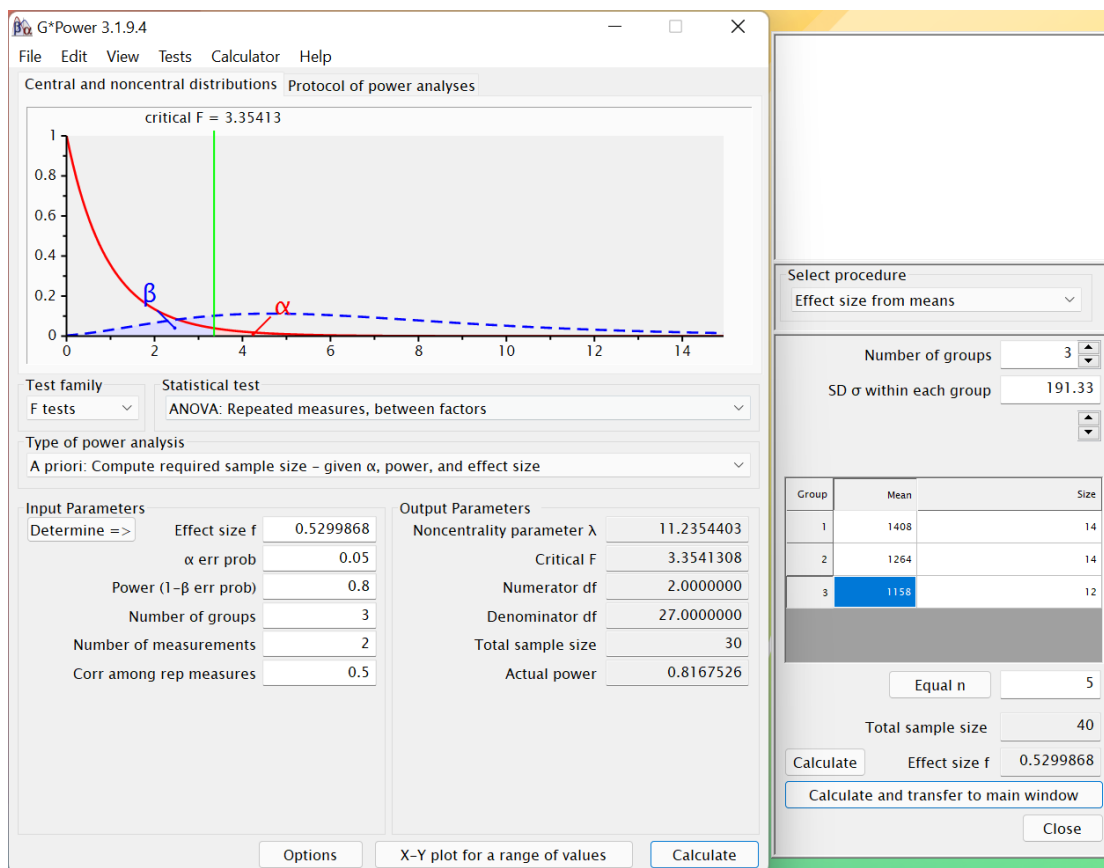 G*Power 3.1.9.4
File Edit View Tests Calculator Help
Central and noncentral distributions Protocol of power analyses
critical F = 3.35413
1
0.8
0.6
0.4
0.2
0
β
α
0 2 4 6 8 10 12 14
Test family Statistical test
F tests ANOVA: Repeated measures, between factors
Type of power analysis
A priori: Compute required sample size – given α, power, and effect size
Input Parameters
Determine => Effect size f 0.5299868
α err prob 0.05
Power (1–β err prob) 0.8
Number of groups 3
Number of measurements 2
Corr among rep measures 0.5
Output Parameters
Noncentrality parameter λ 11.2354403
Critical F 3.3541308
Numerator df 2.0000000
Denominator df 27.0000000
Total sample size 30
Actual power 0.8167526
Options X–Y plot for a range of values Calculate
Select procedure
Effect size from means
Number of groups 3
SD σ within each group 191.33
Group Mean Size
1 1408 14
2 1264 14
3 1158 12
Equal n 5
Total sample size 40
Calculate Effect size f 0.5299868
Calculate and transfer to main window
Close